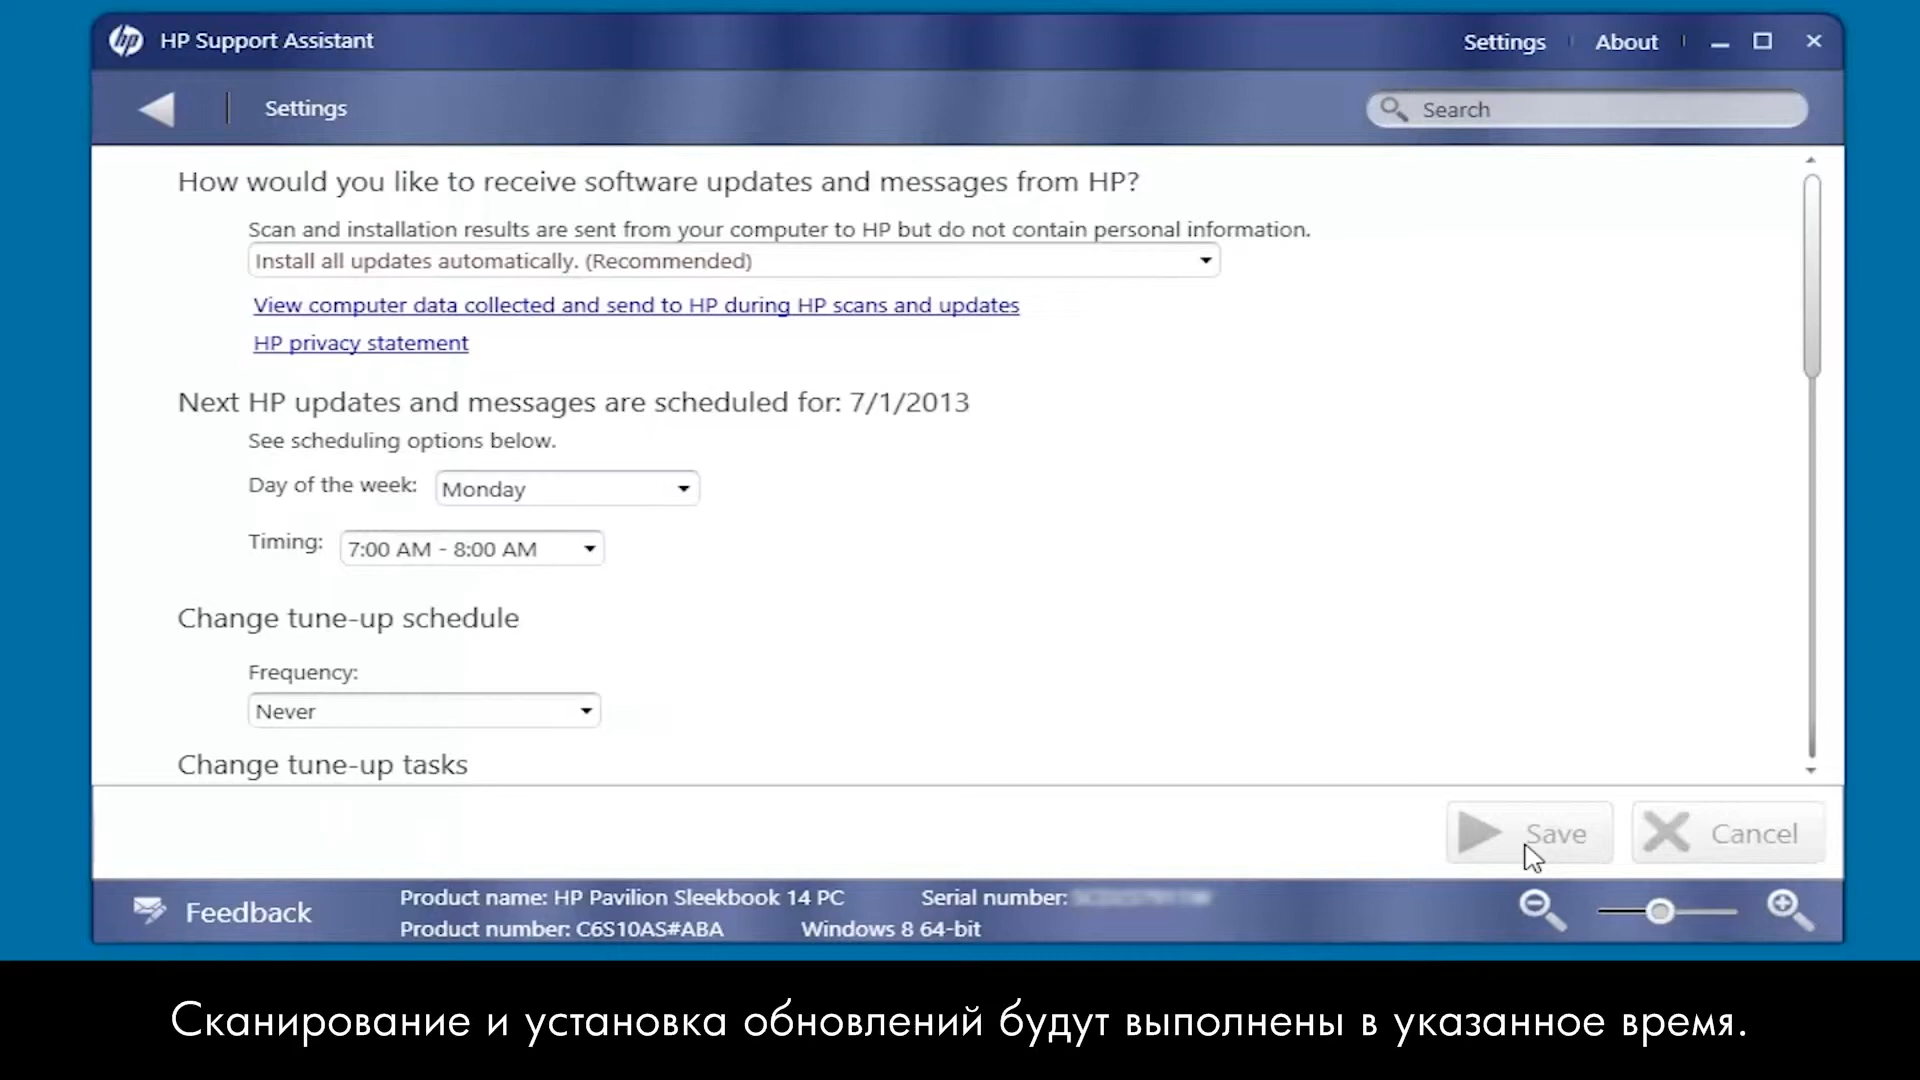 hp HP Support Assistant Settings About
Settings Search
How would you like to receive software updates and messages from HP?
Scan and installation results are sent from your computer to HP but do not contain personal information.
Install all updates automatically. (Recommended)
View computer data collected and send to HP during HP scans and updates
HP privacy statement
Next HP updates and messages are scheduled for: 7/1/2013
See scheduling options below.
Day of the week: Monday
Timing: 7:00 AM - 8:00 AM
Change tune-up schedule
Frequency:
Never
Change tune-up tasks
Save Cancel
Feedback
Product name: HP Pavilion Sleekbook 14 PC Serial number:
Product number: C6S10AS#ABA Windows 8 64-bit
Сканирование и установка обновлений будут выполнены в указанное время.